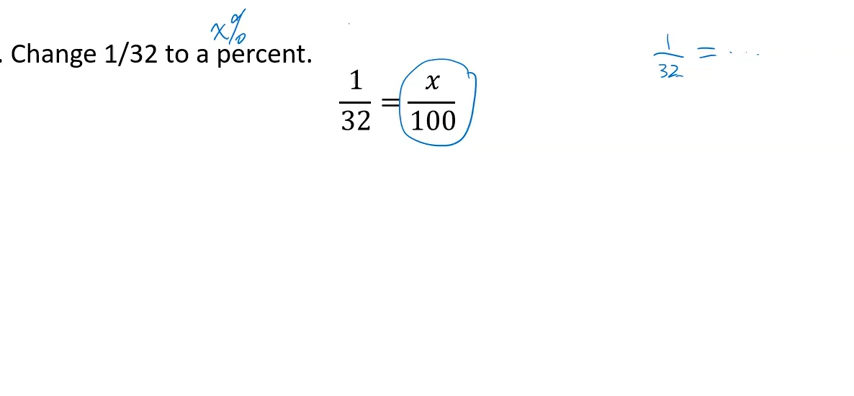 x%
. Change 1/32 to a percent.
1/32 = x/100
1/32 = ...